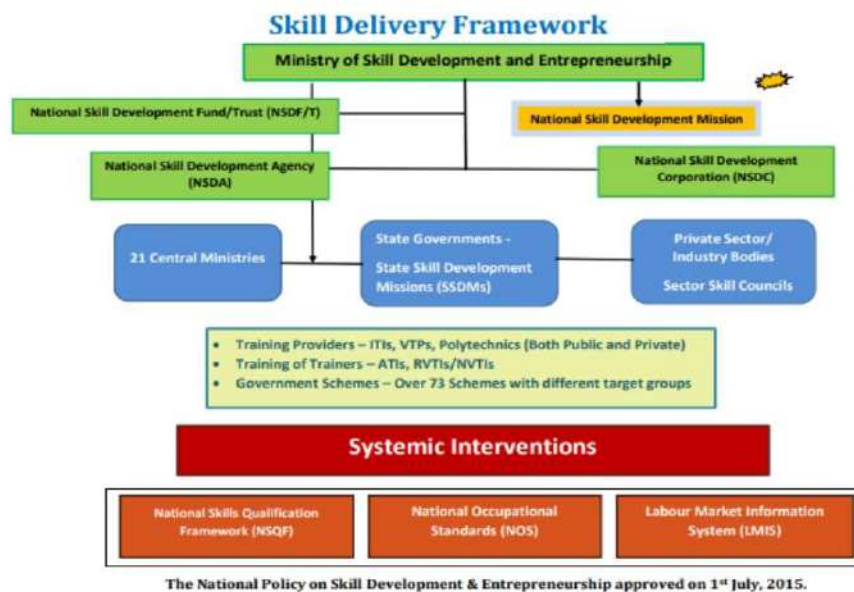 Skill Delivery Framework
Ministry of Skill Development and Entrepreneurship
National Skill Development Fund/Trust (NSDF/T)
National Skill Development Mission
National Skill Development Agency
(NSDA)
National Skill Development
Corporation (NSDC)
21 Central Ministries
State Governments -
State Skill Development
Missions (SSDMs)
Private Sector/
Industry Bodies
Sector Skill Councils
• Training Providers – ITIs, VTPs, Polytechnics (Both Public and Private)
• Training of Trainers – ATIs, RVTIs/NVTIs
• Government Schemes – Over 73 Schemes with different target groups
Systemic Interventions
National Skills Qualification
Framework (NSQF)
National Occupational
Standards (NOS)
Labour Market Information
System (LMIS)
The National Policy on Skill Development & Entrepreneurship approved on 1st July, 2015.